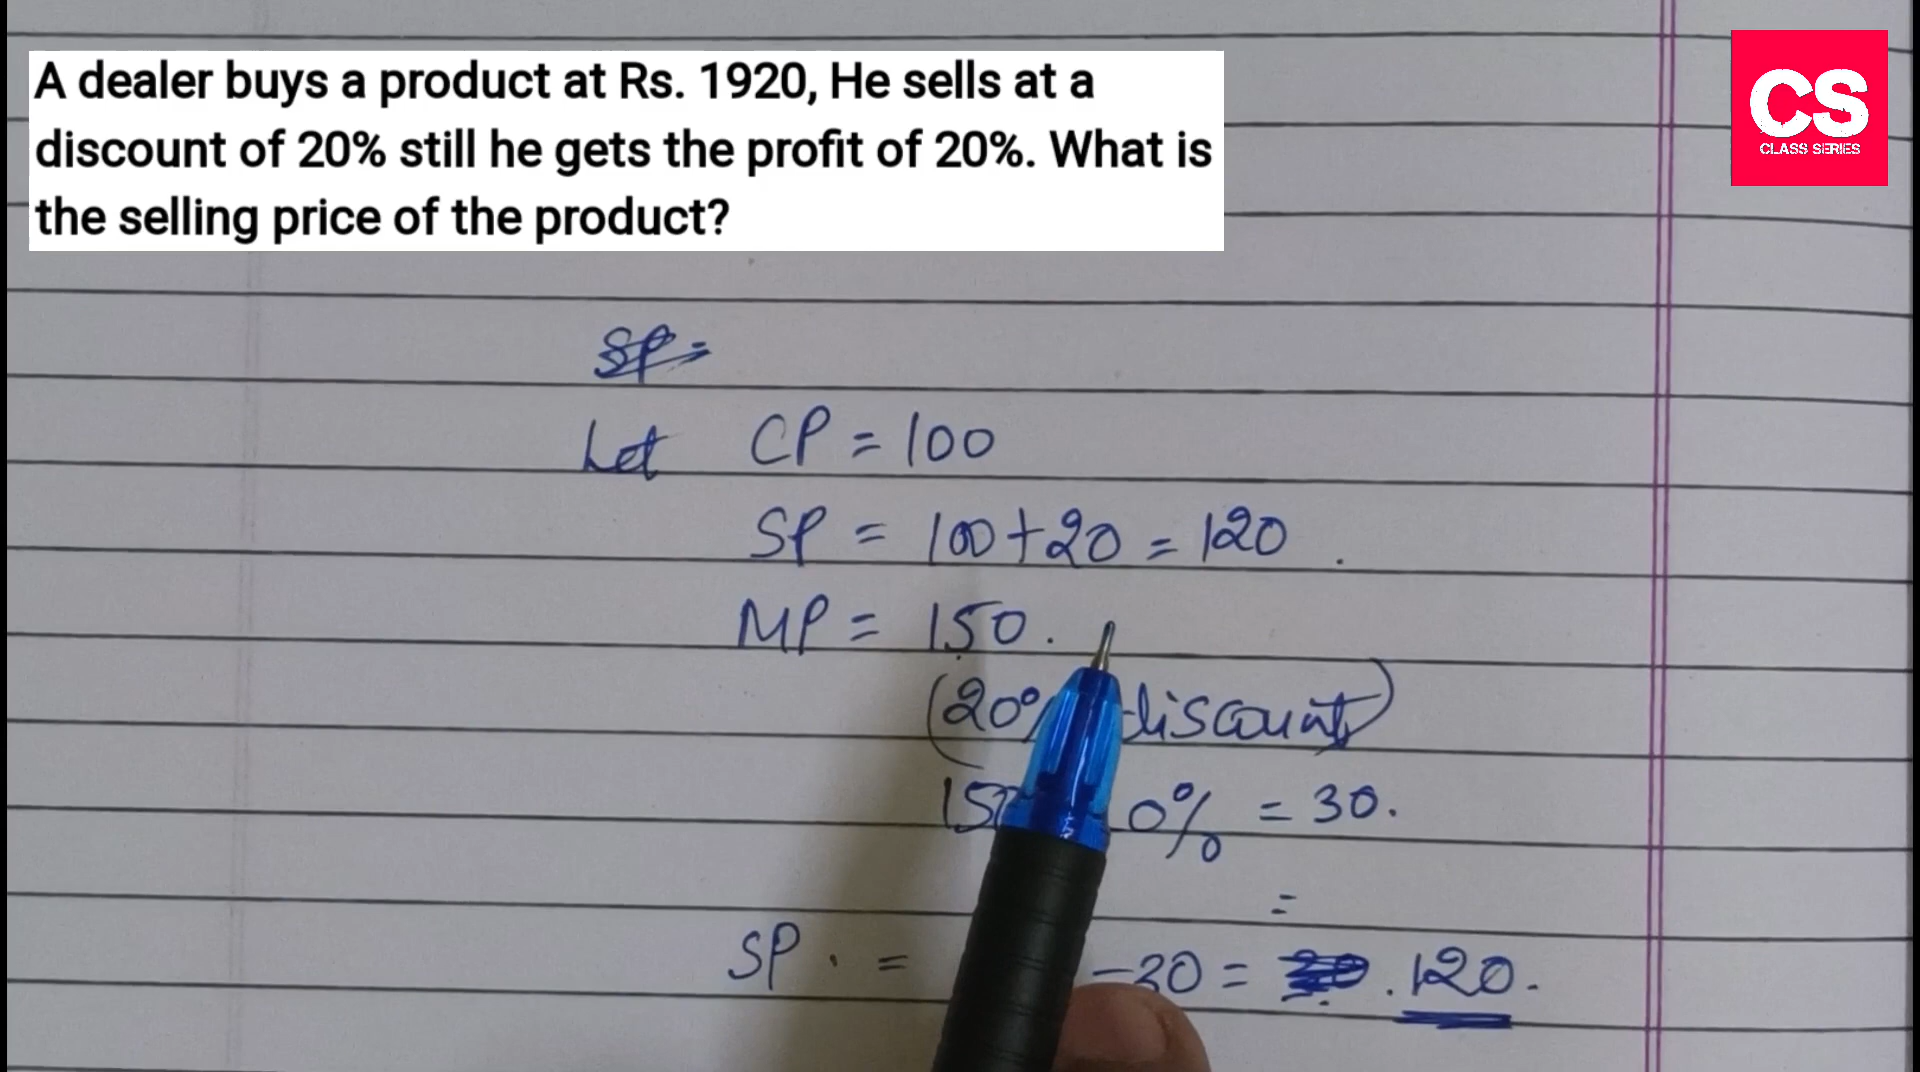 A dealer buys a product at Rs. 1920, He sells at a
discount of 20% still he gets the profit of 20%. What is
the selling price of the product?
CS
CLASS SERIES
SP=
Let CP = 100
SP = 100+20 = 120.
MP = 150.
(20% discount)
15 0% = 30.
=
SP. = -30 = . 120.